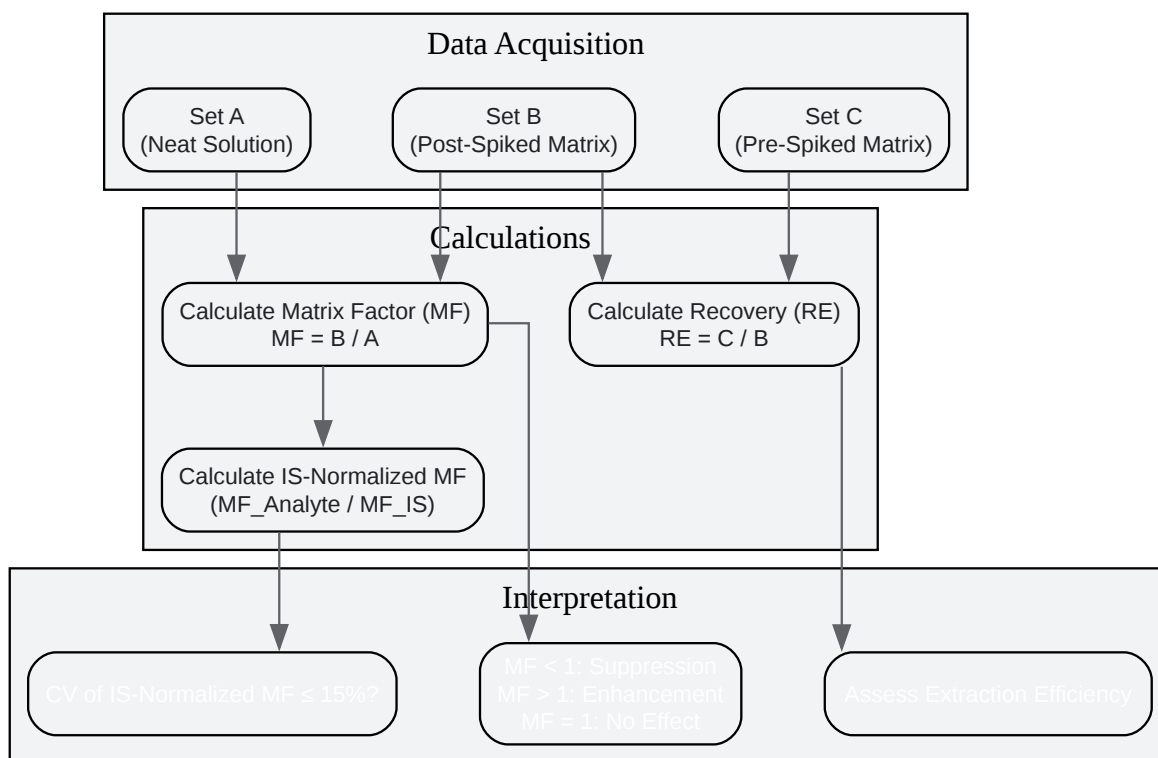 Data Acquisition
Set A
(Neat Solution)
Set B
(Post-Spiked Matrix)
Set C
(Pre-Spiked Matrix)
Calculations
Calculate Matrix Factor (MF)
MF = B / A
Calculate Recovery (RE)
RE = C / B
Calculate IS-Normalized MF
(MF_Analyte / MF_IS)
Interpretation
CV of IS-Normalized MF ≤ 15%?
MF < 1: Suppression
MF > 1: Enhancement
MF = 1: No Effect
Assess Extraction Efficiency